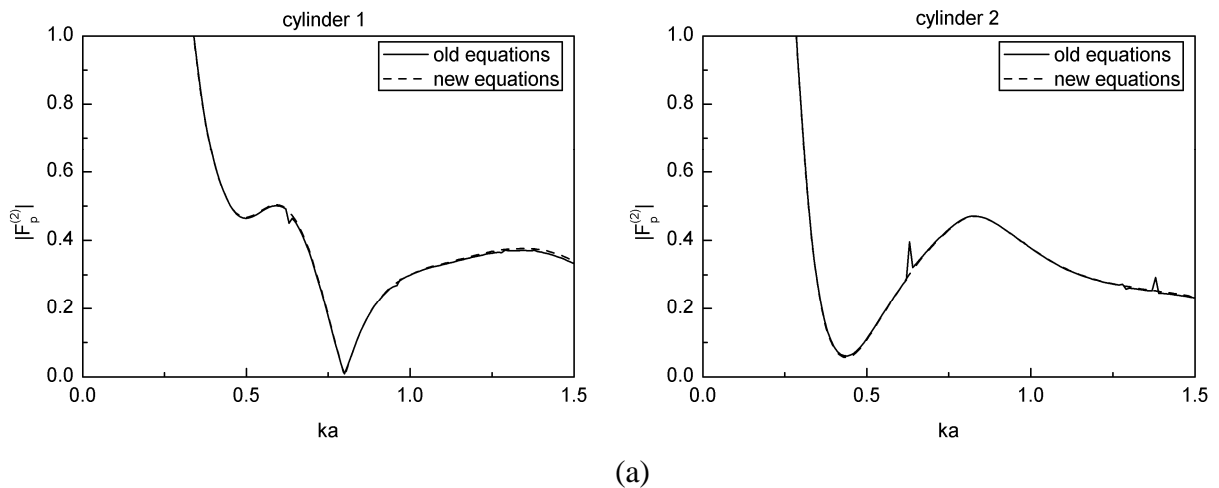 cylinder 1
1.0
0.8
0.6
0.4
0.2
0.0
|F_p^(2)|
old equations
new equations
0.0 0.5 1.0 1.5
ka
cylinder 2
1.0
0.8
0.6
0.4
0.2
0.0
|F_p^(2)|
old equations
new equations
0.0 0.5 1.0 1.5
ka
(a)